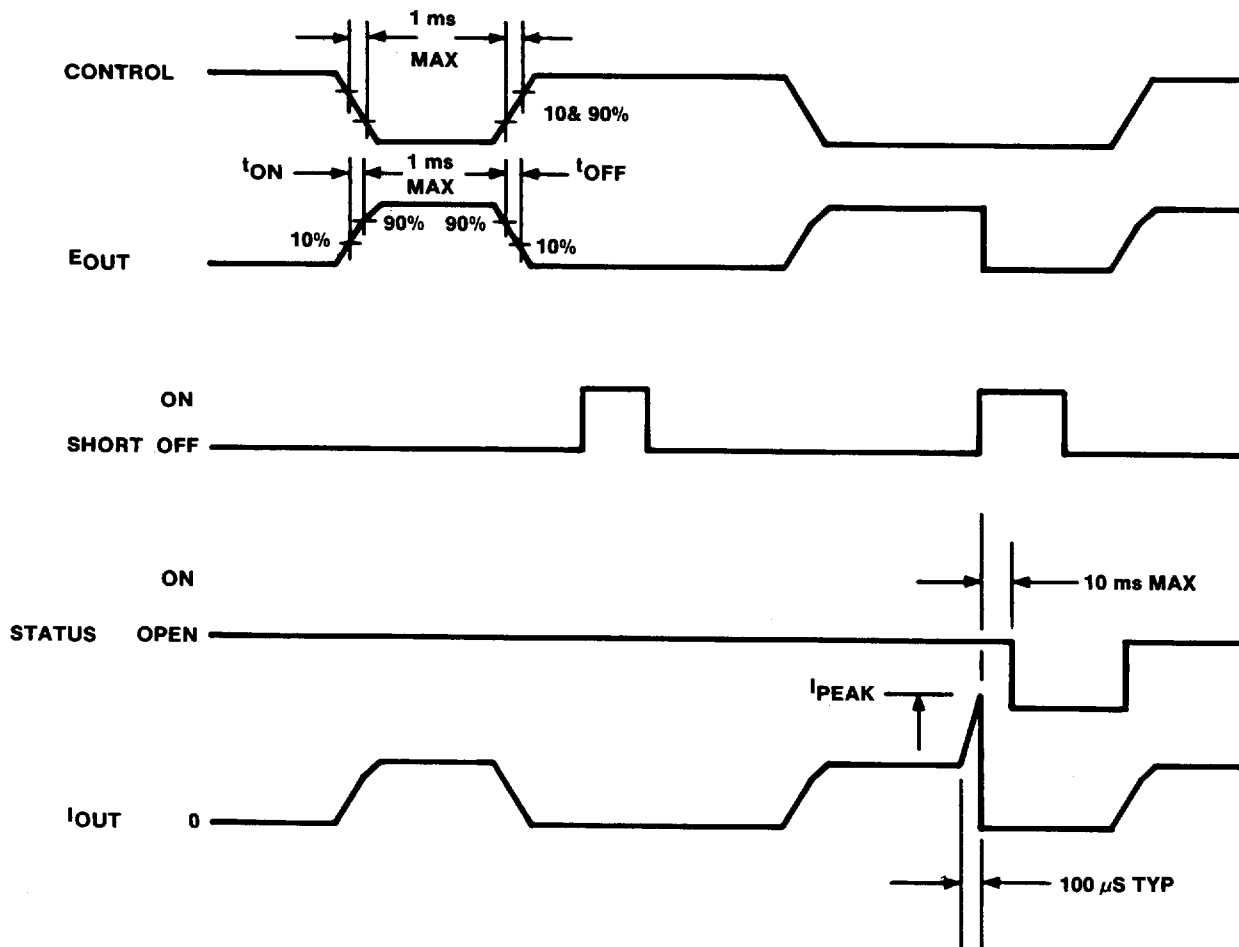 1 ms
MAX
CONTROL
10& 90%
tON
1 ms
MAX
tOFF
10%
90%
90%
10%
EOUT
ON
SHORT OFF
ON
10 ms MAX
STATUS OPEN
IPEAK
IOUT 0
100 μS TYP